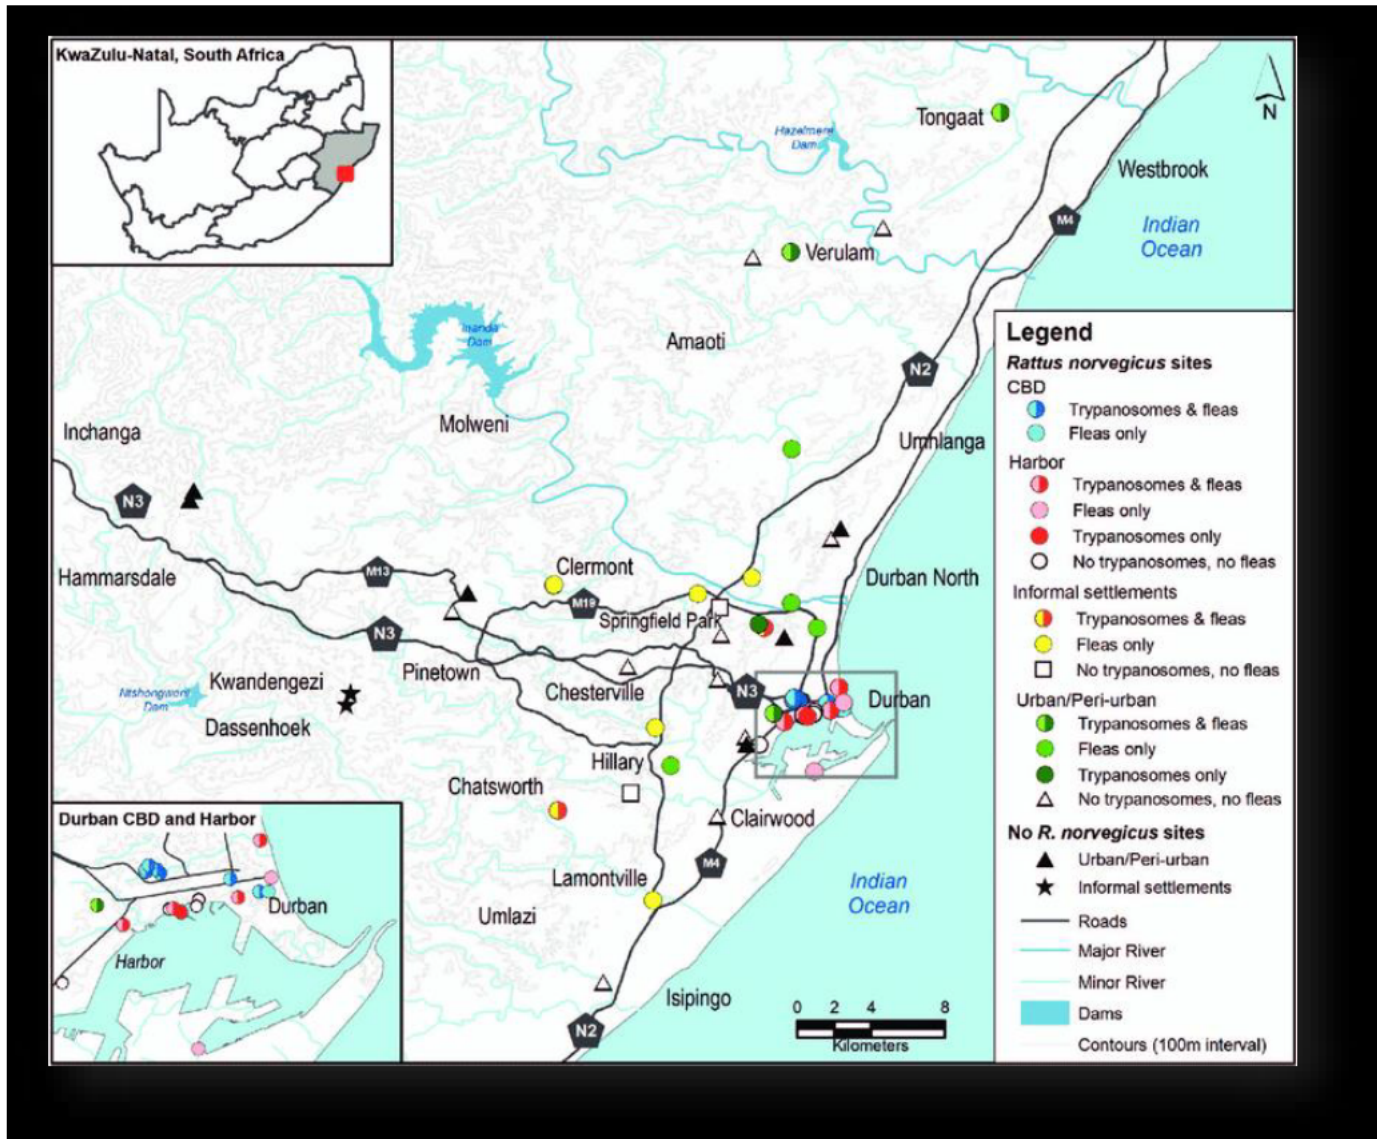 KwaZulu-Natal, South Africa
N
Tongaat
Hazelmere
Dam
Westbrook
M4
Indian
Ocean
Verulam
Inanda
Dam
Amaoti
N2
Molweni
Inchanga
Umhlanga
N3
Hammarsdale
M13
Clermont
M19
Durban North
Springfield Park
N3
Pinetown
Kwandengezi
Ntshongweni
Dam
Dassenhoek
Chesterville
N3
Durban
Hillary
Chatsworth
Clairwood
M4
Lamontville
Umlazi
Indian
Ocean
Isipingo
N2
0 2 4 8
Kilometers
Durban CBD and Harbor
Durban
Harbor
Legend
Rattus norvegicus sites
CBD
Trypanosomes & fleas
Fleas only
Harbor
Trypanosomes & fleas
Fleas only
Trypanosomes only
No trypanosomes, no fleas
Informal settlements
Trypanosomes & fleas
Fleas only
No trypanosomes, no fleas
Urban/Peri-urban
Trypanosomes & fleas
Fleas only
Trypanosomes only
No trypanosomes, no fleas
No R. norvegicus sites
Urban/Peri-urban
Informal settlements
Roads
Major River
Minor River
Dams
Contours (100m interval)